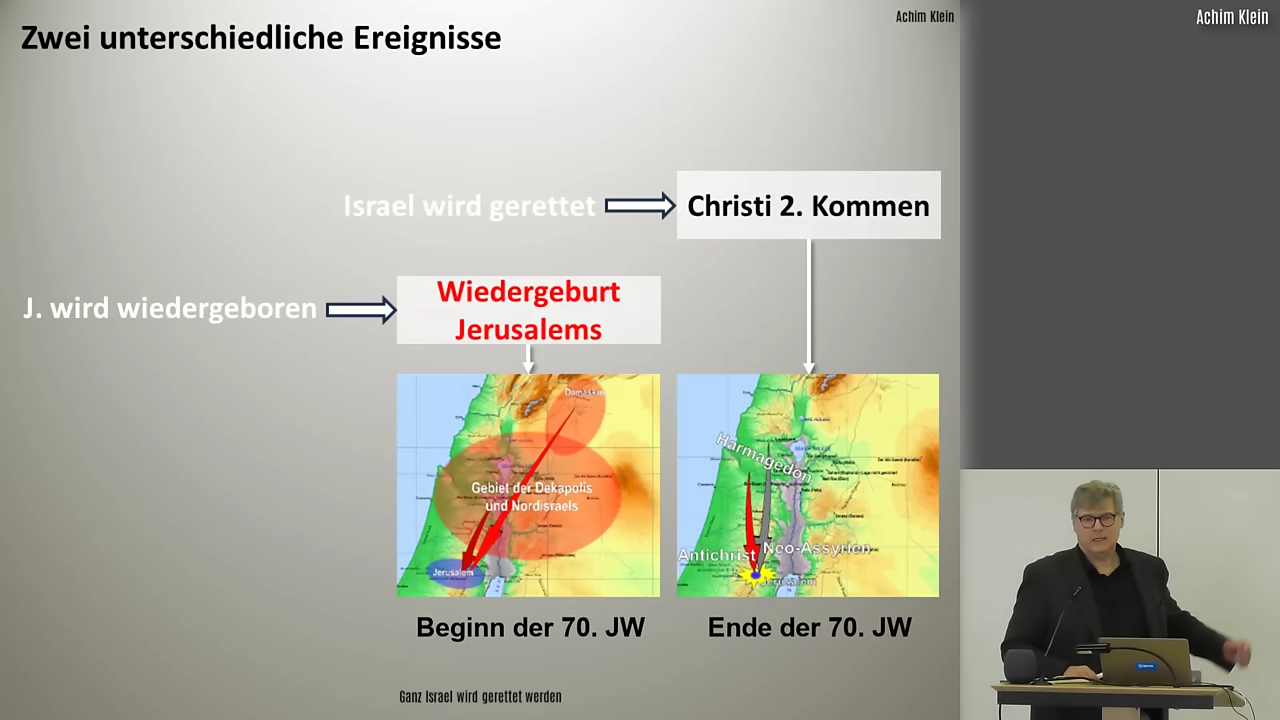 Zwei unterschiedliche Ereignisse
Achim Klein
Achim Klein
Israel wird gerettet
Christi 2. Kommen
J. wird wiedergeboren
Wiedergeburt
Jerusalems
Damaskus
Gebiet der Dekapolis
und Nordisraels
Jerusalem
Harmagedon
Antichrist
Neo-Assyrien
Jerusalem
Beginn der 70. JW
Ende der 70. JW
Ganz Israel wird gerettet werden